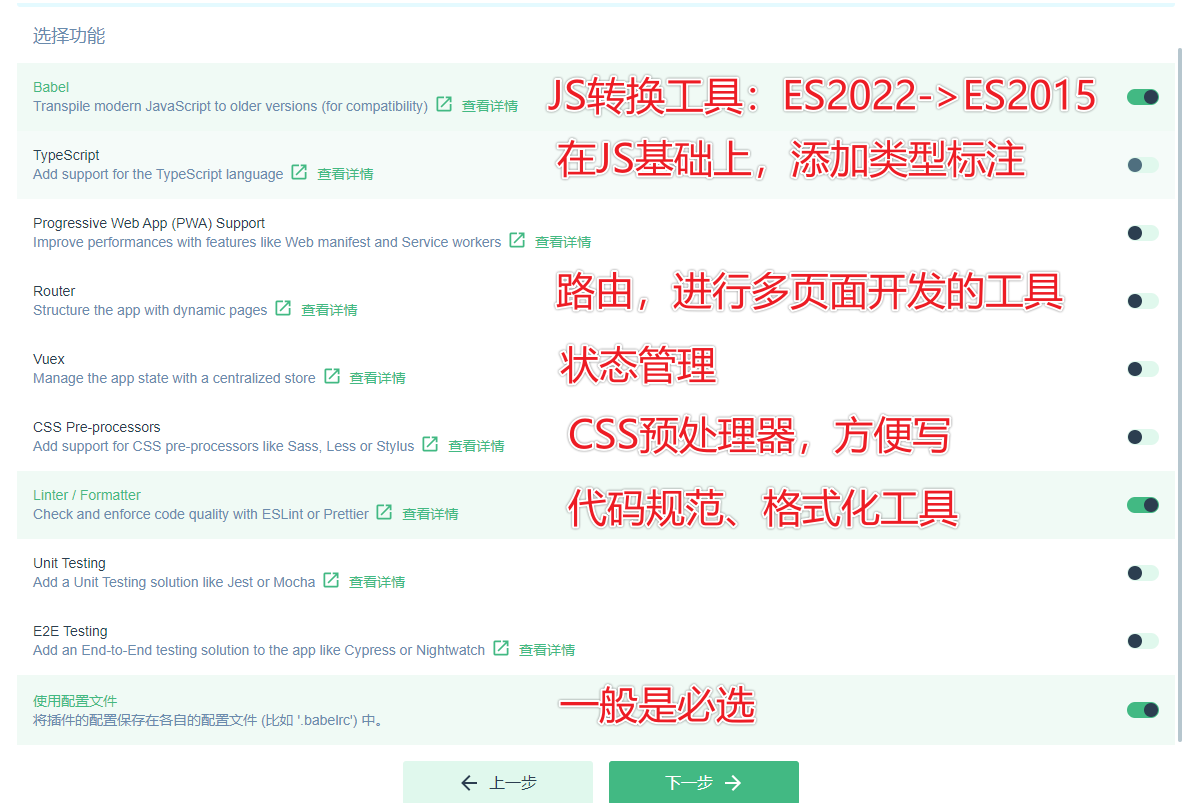 选择功能
Babel
Transpile modern JavaScript to older versions (for compatibility) 查看详情
JS转换工具：ES2022->ES2015
TypeScript
Add support for the TypeScript language 查看详情
在JS基础上，添加类型标注
Progressive Web App (PWA) Support
Improve performances with features like Web manifest and Service workers 查看详情
Router
Structure the app with dynamic pages 查看详情
路由，进行多页面开发的工具
Vuex
Manage the app state with a centralized store 查看详情
状态管理
CSS Pre-processors
Add support for CSS pre-processors like Sass, Less or Stylus 查看详情
CSS预处理器，方便写
Linter / Formatter
Check and enforce code quality with ESLint or Prettier 查看详情
代码规范、格式化工具
Unit Testing
Add a Unit Testing solution like Jest or Mocha 查看详情
E2E Testing
Add an End-to-End testing solution to the app like Cypress or Nightwatch 查看详情
使用配置文件
将插件的配置保存在各自的配置文件 (比如 '.babelrc') 中。
一般是必选
上一步
下一步